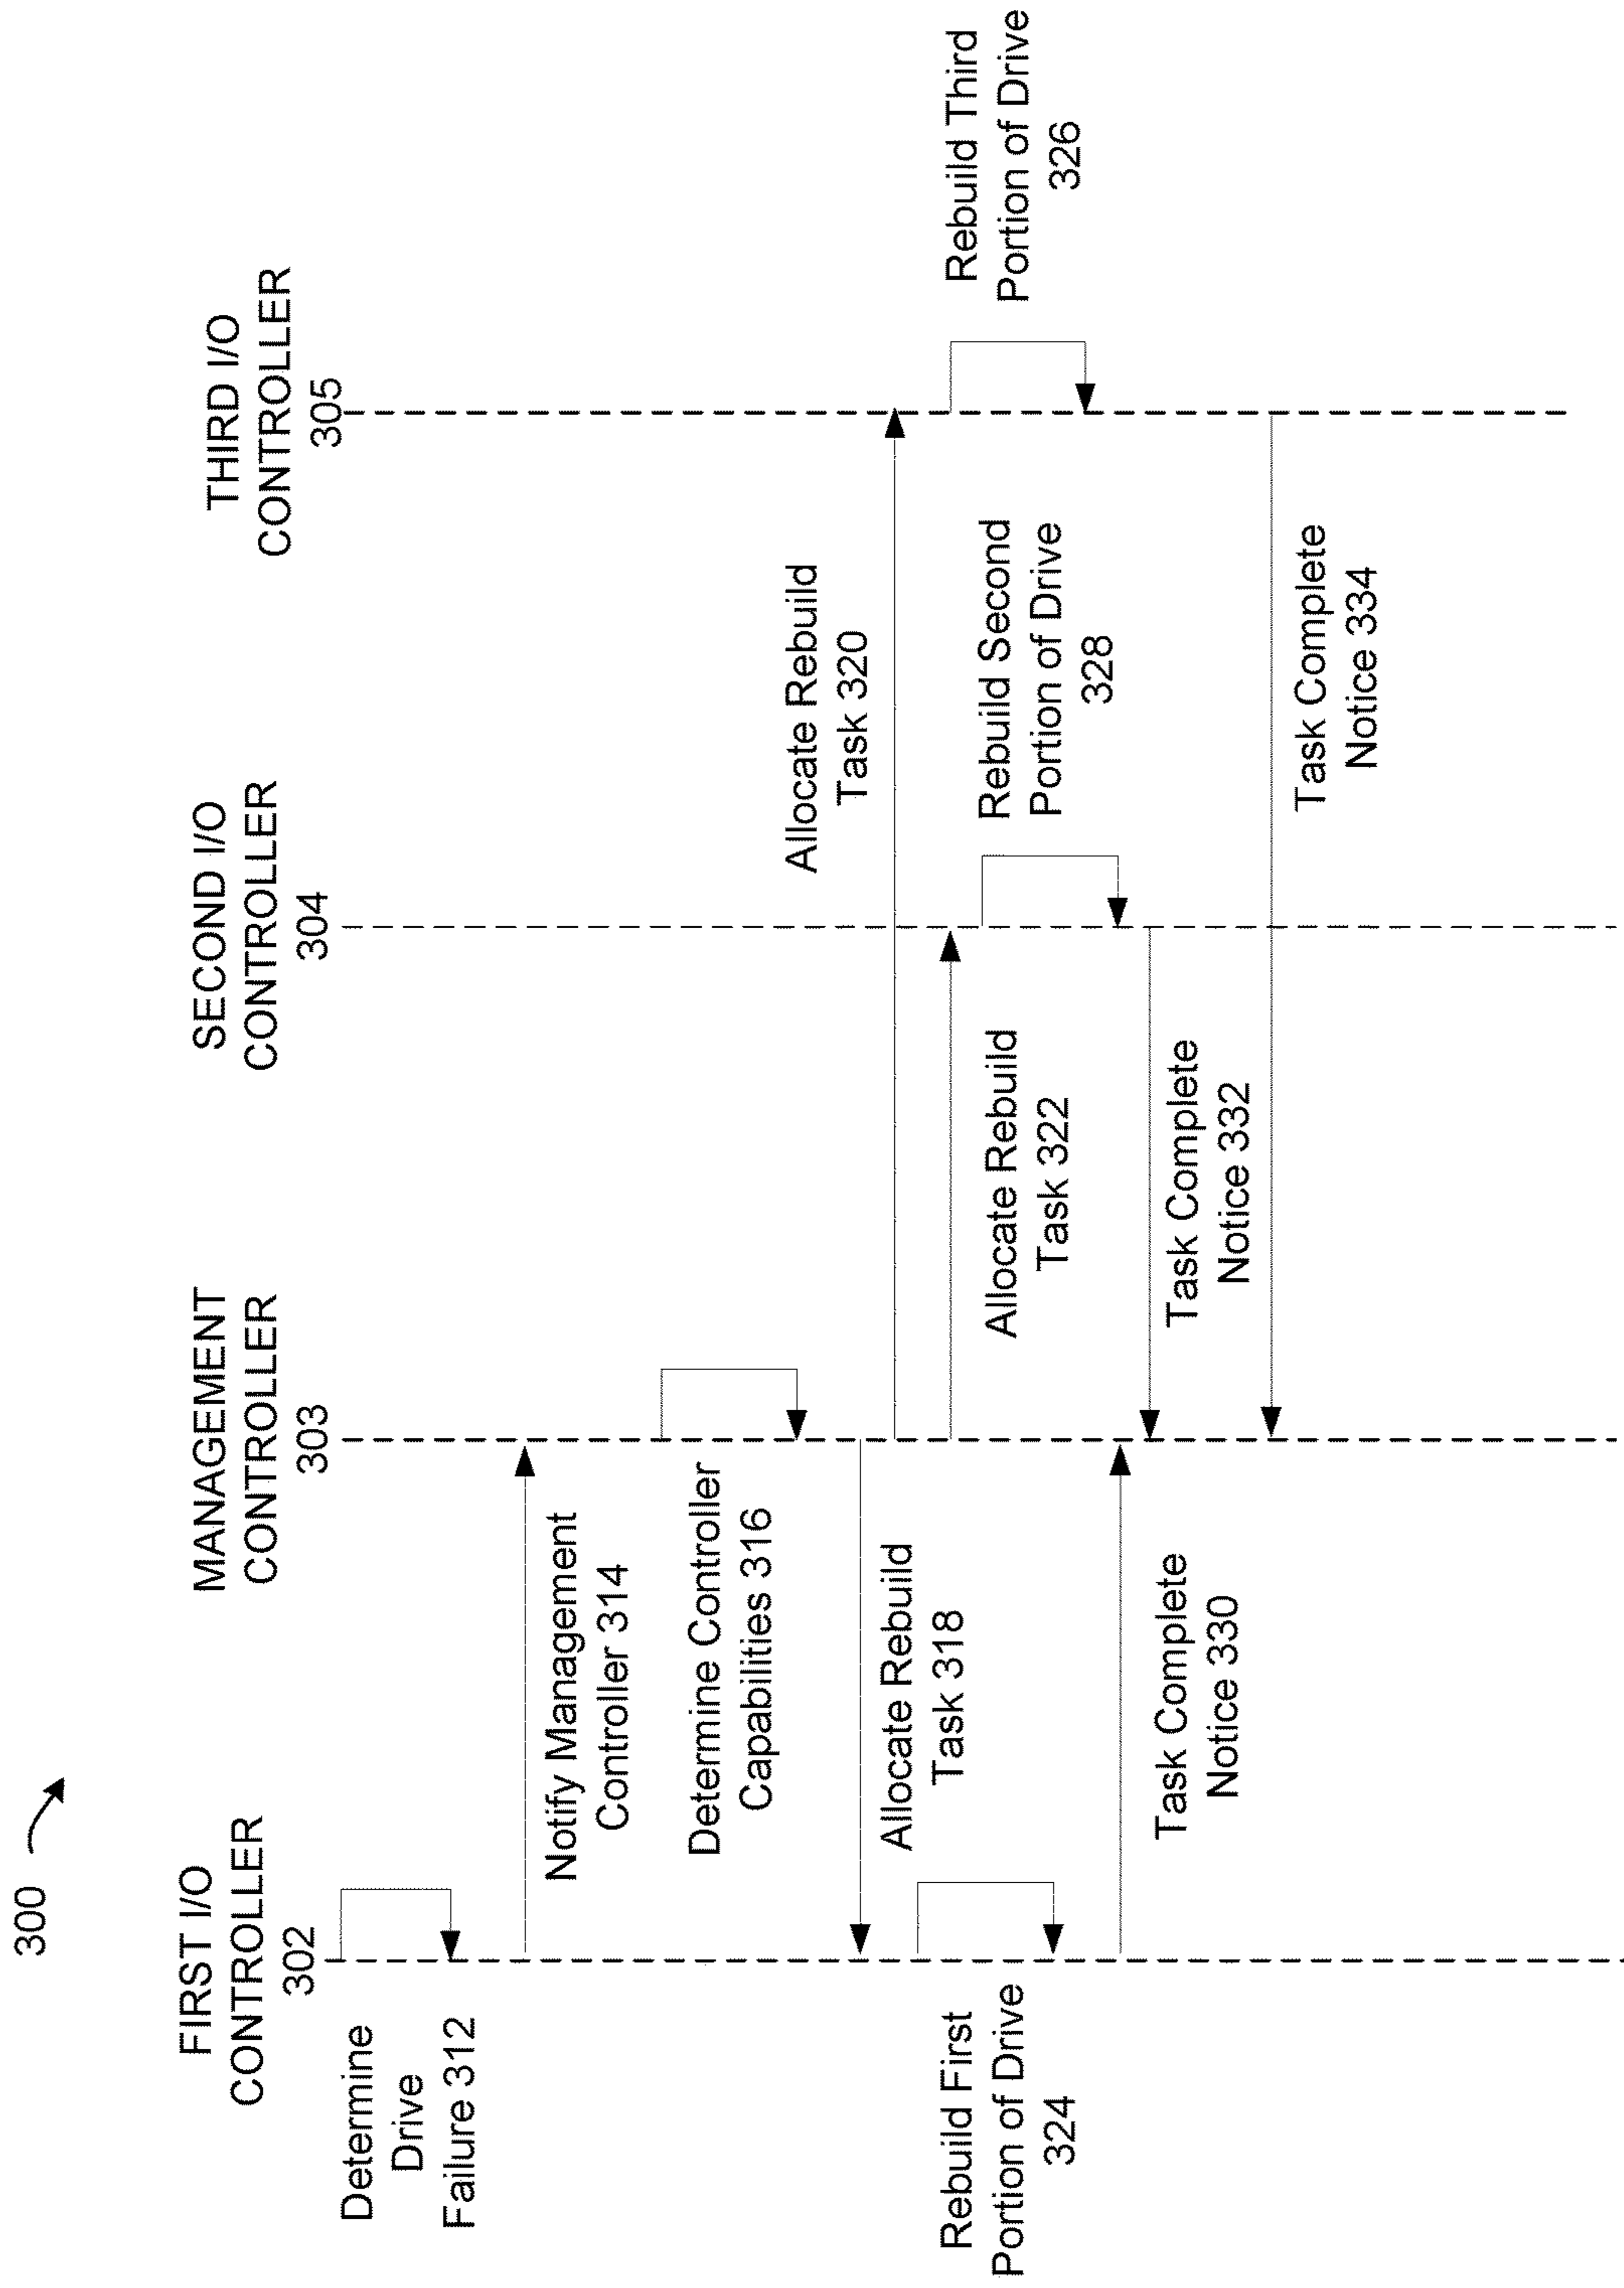 300
FIRST I/O
CONTROLLER
302
MANAGEMENT
CONTROLLER
303
SECOND I/O
CONTROLLER
304
THIRD I/O
CONTROLLER
305
Determine
Drive
Failure 312
Notify Management
Controller 314
Determine Controller
Capabilities 316
Allocate Rebuild
Task 318
Allocate Rebuild
Task 320
Allocate Rebuild
Task 322
Rebuild First
Portion of Drive
324
Rebuild Second
Portion of Drive
328
Rebuild Third
Portion of Drive
326
Task Complete
Notice 330
Task Complete
Notice 332
Task Complete
Notice 334